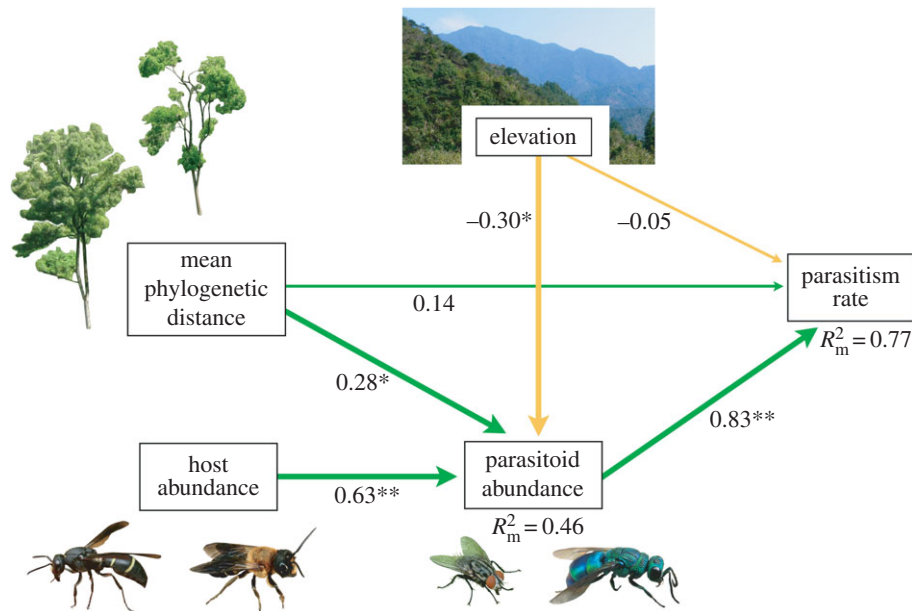 elevation
–0.30*
–0.05
mean
phylogenetic
distance
0.14
parasitism
rate
R²m = 0.77
0.28*
0.83**
host
abundance
0.63**
parasitoid
abundance
R²m = 0.46